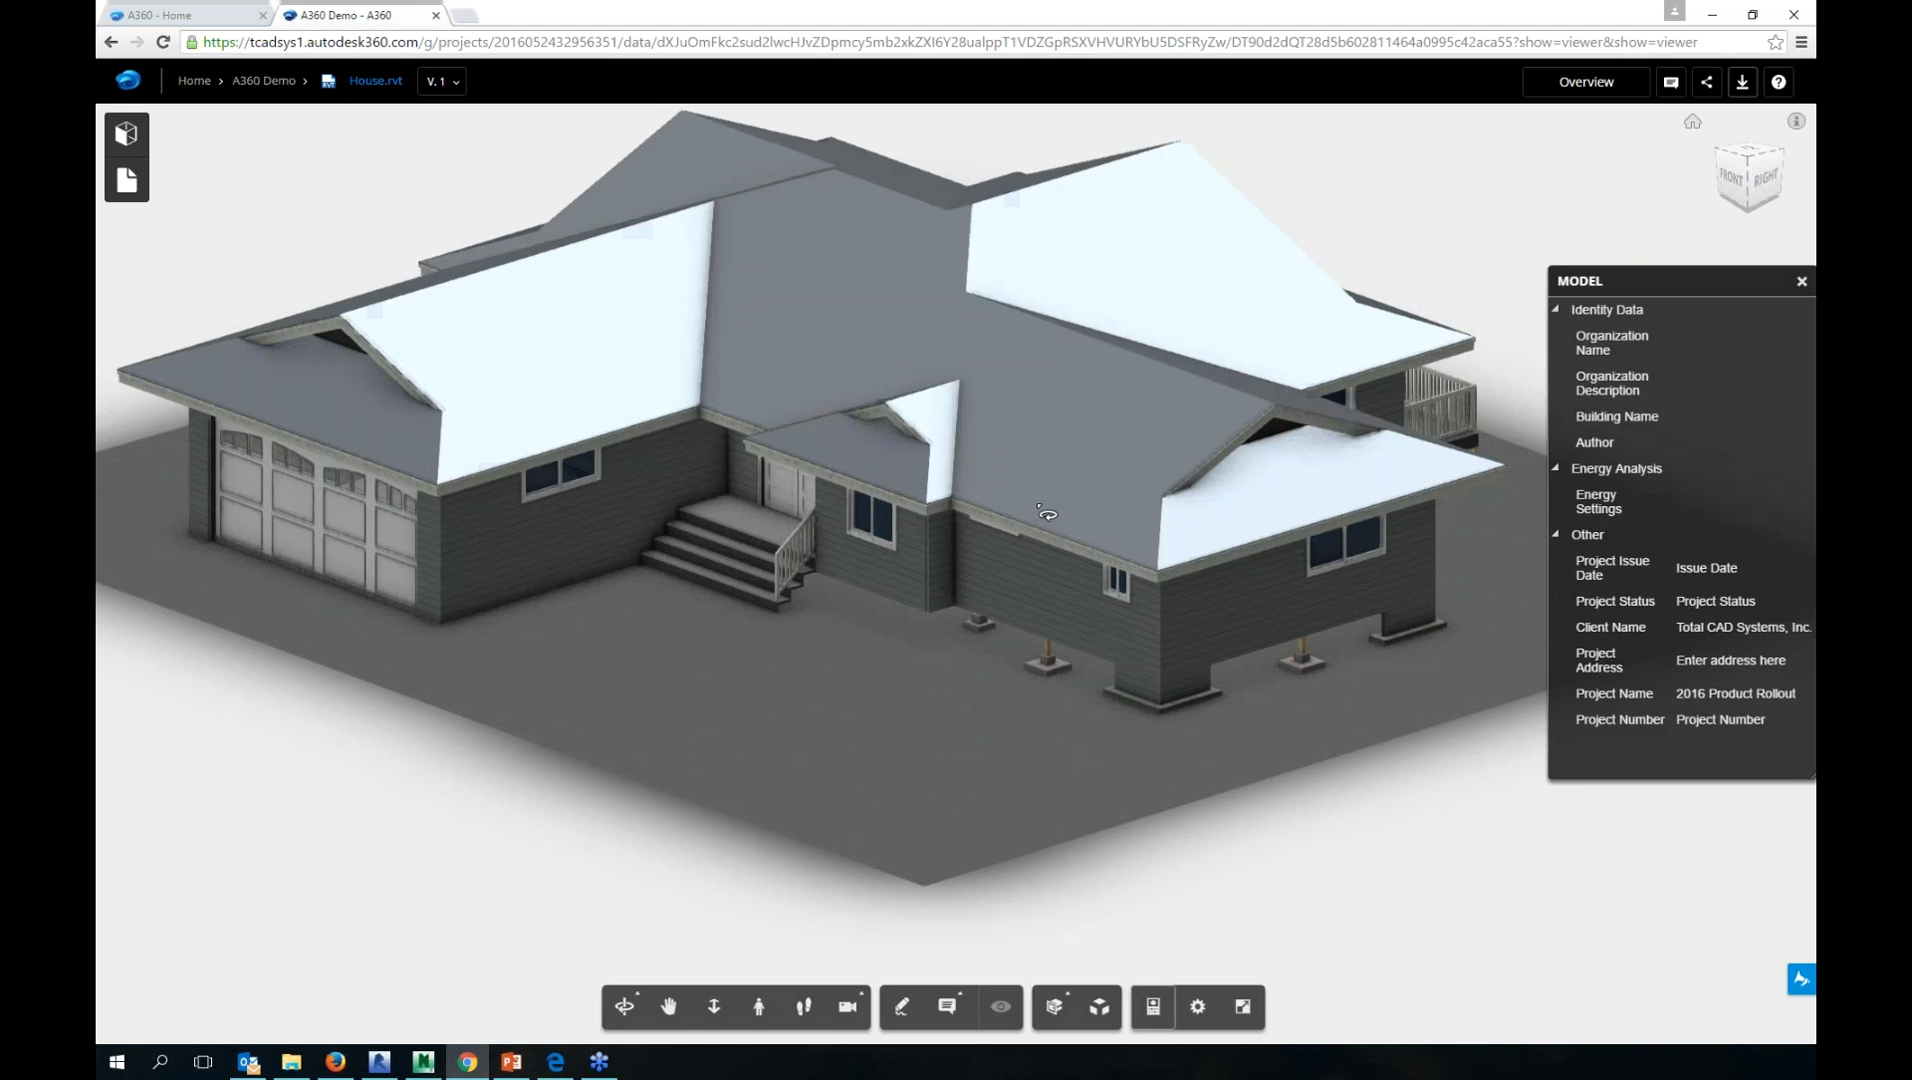 A360 - Home
A360 Demo - A360
https://tcadsys1.autodesk360.com/g/projects/2016052432956351/data/dXJuOmFkc2sud2lwcHJvZDpmcy5mb2xkZXI6Y28ualppT1VDZGpRSXVHVURYbU5DSFRyZw/DT90d2dQT28d5b602811464a0995c42aca55?show=viewer&show=viewer
Home > A360 Demo > RVT House.rvt V. 1
Overview
FRONT RIGHT
MODEL
Identity Data
Organization
Name
Organization
Description
Building Name
Author
Energy Analysis
Energy
Settings
Other
Project Issue
Date
Issue Date
Project Status Project Status
Client Name Total CAD Systems, Inc.
Project
Address
Enter address here
Project Name 2016 Product Rollout
Project Number Project Number